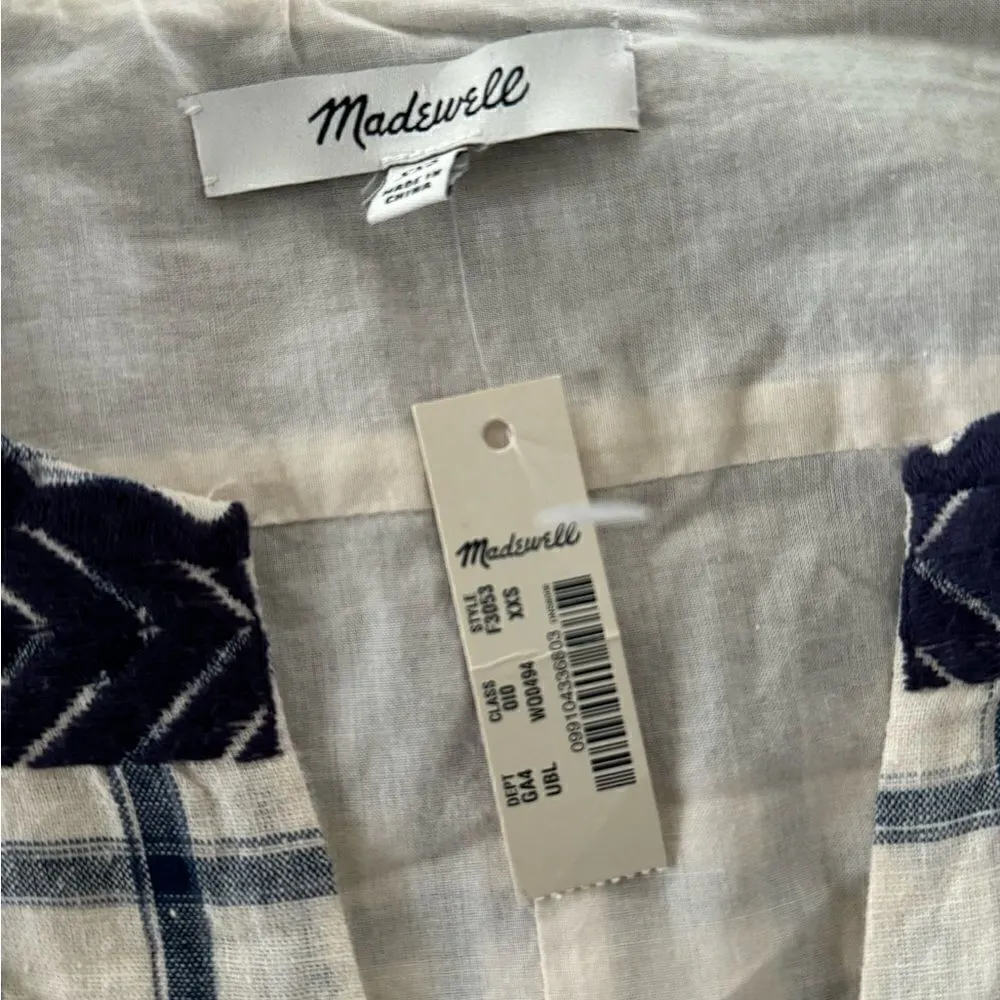 Madewell
MADE IN
CHINA
Madewell
STYLE
F3053
XXS
CLASS
010
W00494
DEPT
GA4
UBL
099104336803